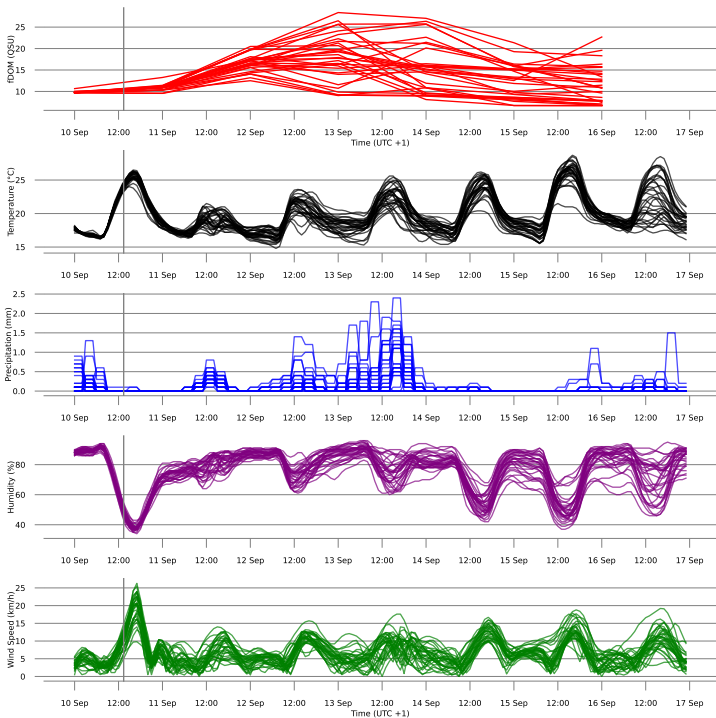 fDOM (QSU)
25
20
15
10
10 Sep 12:00 11 Sep 12:00 12 Sep 12:00 13 Sep 12:00 14 Sep 12:00 15 Sep 12:00 16 Sep 12:00 17 Sep
Time (UTC +1)
Temperature (°C)
25
20
15
10 Sep 12:00 11 Sep 12:00 12 Sep 12:00 13 Sep 12:00 14 Sep 12:00 15 Sep 12:00 16 Sep 12:00 17 Sep
Precipitation (mm)
2.5
2.0
1.5
1.0
0.5
0.0
10 Sep 12:00 11 Sep 12:00 12 Sep 12:00 13 Sep 12:00 14 Sep 12:00 15 Sep 12:00 16 Sep 12:00 17 Sep
Humidity (%)
80
60
40
10 Sep 12:00 11 Sep 12:00 12 Sep 12:00 13 Sep 12:00 14 Sep 12:00 15 Sep 12:00 16 Sep 12:00 17 Sep
Wind Speed (km/h)
25
20
15
10
5
0
10 Sep 12:00 11 Sep 12:00 12 Sep 12:00 13 Sep 12:00 14 Sep 12:00 15 Sep 12:00 16 Sep 12:00 17 Sep
Time (UTC +1)